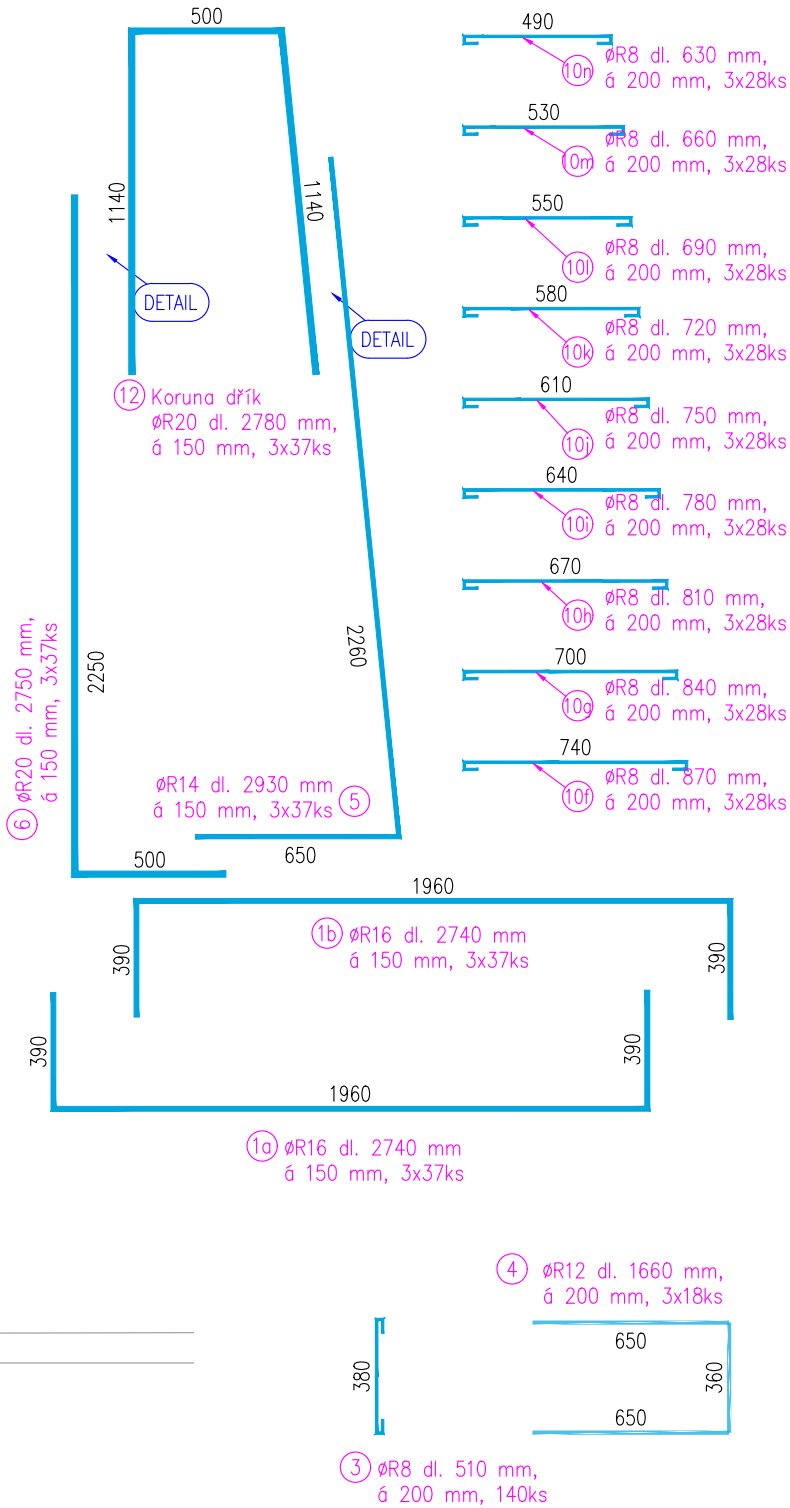 500
1140
1140
DETAIL
DETAIL
12 Koruna dřík
øR20 dl. 2780 mm,
á 150 mm, 3x37ks
2250
6 øR20 dl. 2750 mm,
á 150 mm, 3x37ks
500
2260
øR14 dl. 2930 mm
á 150 mm, 3x37ks 5
650
490
10n øR8 dl. 630 mm,
á 200 mm, 3x28ks
530
10m øR8 dl. 660 mm,
á 200 mm, 3x28ks
550
10l øR8 dl. 690 mm,
á 200 mm, 3x28ks
580
10k øR8 dl. 720 mm,
á 200 mm, 3x28ks
610
10j øR8 dl. 750 mm,
á 200 mm, 3x28ks
640
10i øR8 dl. 780 mm,
á 200 mm, 3x28ks
670
10h øR8 dl. 810 mm,
á 200 mm, 3x28ks
700
10g øR8 dl. 840 mm,
á 200 mm, 3x28ks
740
10f øR8 dl. 870 mm,
á 200 mm, 3x28ks
1960
390
390
1b øR16 dl. 2740 mm
á 150 mm, 3x37ks
390
390
1960
1a øR16 dl. 2740 mm
á 150 mm, 3x37ks
4 øR12 dl. 1660 mm,
á 200 mm, 3x18ks
650
360
650
380
3 øR8 dl. 510 mm,
á 200 mm, 140ks